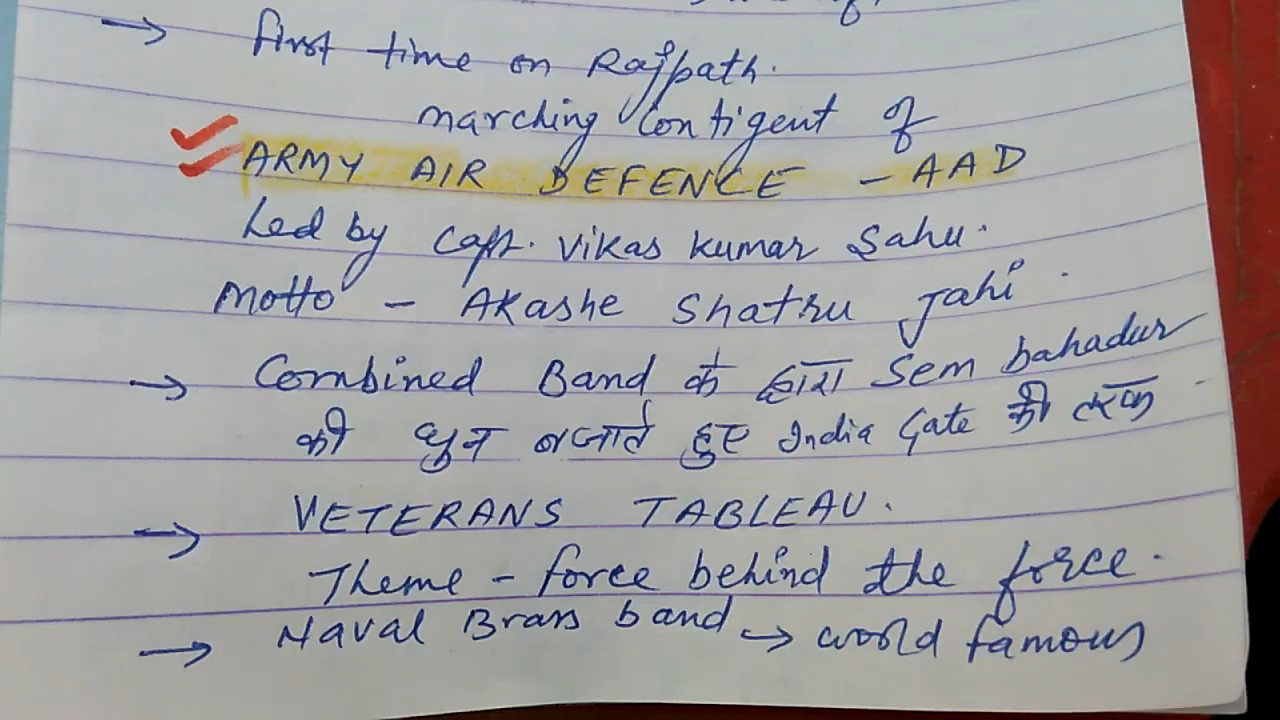 → first time on Rajpath.
marching Contigent of
ARMY AIR DEFENCE - AAD
Led by Capt. Vikas Kumar Sahu.
Motto - Akashe Shatru Jahi.
→ Combined Band के द्वारा Sem bahadur
की धुन बजाते हुए India Gate की तरफ
→ VETERANS TABLEAU.
Theme - force behind the force.
→ Naval Brass band → world famous